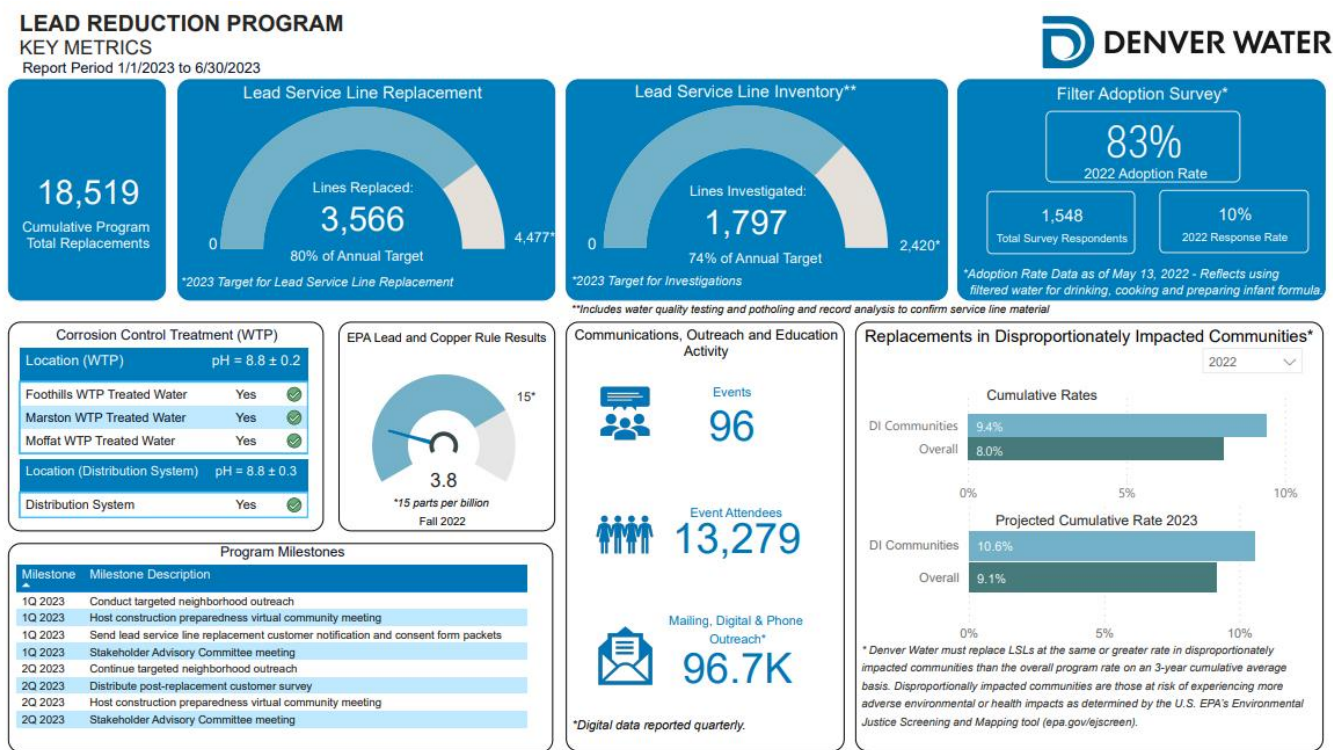 LEAD REDUCTION PROGRAM
KEY METRICS
Report Period 1/1/2023 to 6/30/2023
DENVER WATER
18,519
Cumulative Program
Total Replacements
Lead Service Line Replacement
Lines Replaced:
3,566
80% of Annual Target
0
4,477*
*2023 Target for Lead Service Line Replacement
Lead Service Line Inventory**
Lines Investigated:
1,797
74% of Annual Target
0
2,420*
*2023 Target for Investigations
**Includes water quality testing and potholing and record analysis to confirm service line material
Filter Adoption Survey*
83%
2022 Adoption Rate
1,548
Total Survey Respondents
10%
2022 Response Rate
*Adoption Rate Data as of May 13, 2022 - Reflects using
filtered water for drinking, cooking and preparing infant formula.
Corrosion Control Treatment (WTP)
Location (WTP) pH = 8.8 ± 0.2
Foothills WTP Treated Water Yes
Marston WTP Treated Water Yes
Moffat WTP Treated Water Yes
Location (Distribution System) pH = 8.8 ± 0.3
Distribution System Yes
EPA Lead and Copper Rule Results
15*
3.8
*15 parts per billion
Fall 2022
Program Milestones
Milestone Milestone Description
1Q 2023 Conduct targeted neighborhood outreach
1Q 2023 Host construction preparedness virtual community meeting
1Q 2023 Send lead service line replacement customer notification and consent form packets
1Q 2023 Stakeholder Advisory Committee meeting
2Q 2023 Continue targeted neighborhood outreach
2Q 2023 Distribute post-replacement customer survey
2Q 2023 Host construction preparedness virtual community meeting
2Q 2023 Stakeholder Advisory Committee meeting
Communications, Outreach and Education
Activity
Events
96
Event Attendees
13,279
Mailing, Digital & Phone
Outreach*
96.7K
*Digital data reported quarterly.
Replacements in Disproportionately Impacted Communities*
2022
Cumulative Rates
DI Communities 9.4%
Overall 8.0%
0% 5% 10%
Projected Cumulative Rate 2023
DI Communities 10.6%
Overall 9.1%
0% 5% 10%
* Denver Water must replace LSLs at the same or greater rate in disproportionately
impacted communities than the overall program rate on an 3-year cumulative average
basis. Disproportionally impacted communities are those at risk of experiencing more
adverse environmental or health impacts as determined by the U.S. EPA's Environmental
Justice Screening and Mapping tool (epa.gov/ejscreen).